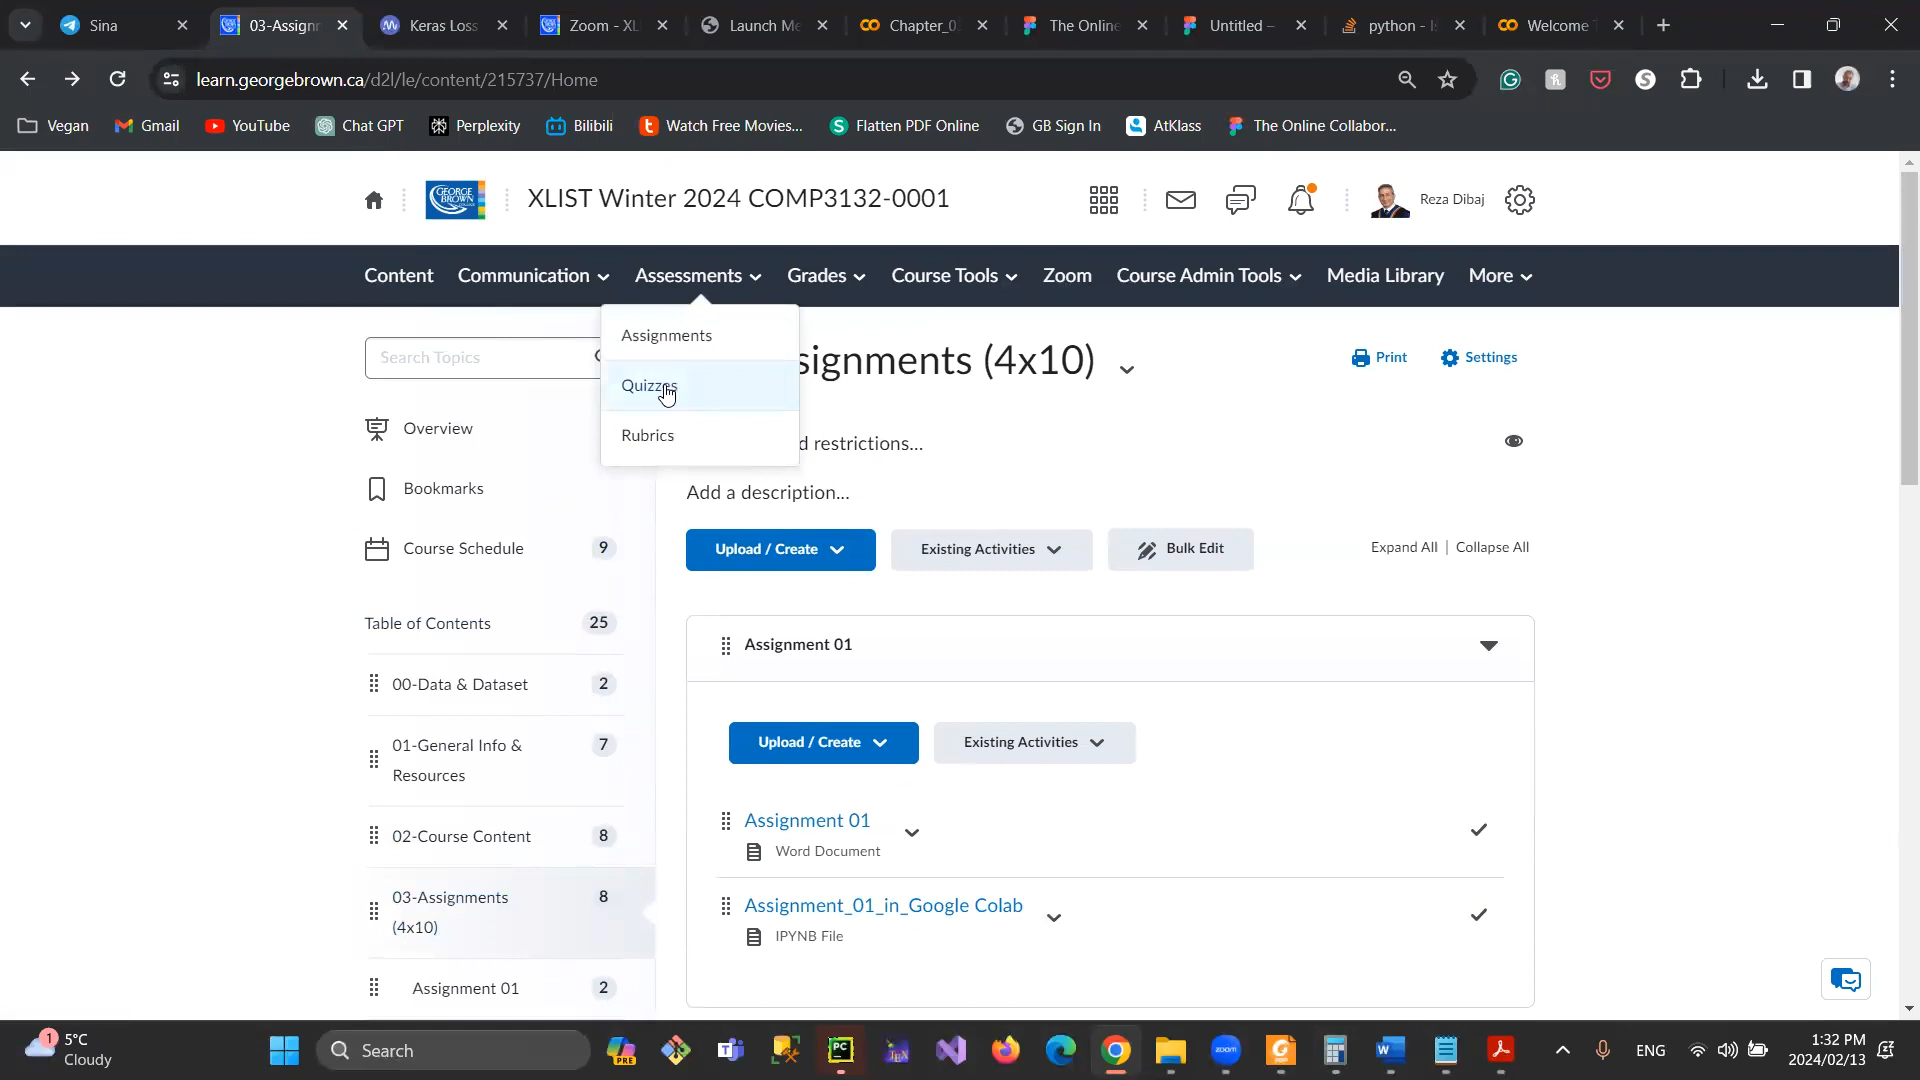 Sina
03-Assignm
Keras Loss
Zoom - XL
Launch Me
Chapter_0
The Online
Untitled –
python - Is
Welcome T
learn.georgebrown.ca/d2l/le/content/215737/Home
Vegan
Gmail
YouTube
Chat GPT
Perplexity
Bilibili
Watch Free Movies...
Flatten PDF Online
GB Sign In
AtKlass
The Online Collabor...
GEORGE BROWN
XLIST Winter 2024 COMP3132-0001
Reza Dibaj
Content
Communication
Assessments
Grades
Course Tools
Zoom
Course Admin Tools
Media Library
More
Search Topics
Assignments
Quizzes
Rubrics
signments (4x10)
Print
Settings
Overview
d restrictions...
Bookmarks
Add a description...
Course Schedule 9
Upload / Create
Existing Activities
Bulk Edit
Expand All | Collapse All
Table of Contents 25
Assignment 01
00-Data & Dataset 2
01-General Info & 7
Resources
Upload / Create
Existing Activities
02-Course Content 8
Assignment 01
Word Document
03-Assignments 8
(4x10)
Assignment_01_in_Google Colab
IPYNB File
Assignment 01 2
1
5°C
Cloudy
Search
PRE
PC
zoom
ENG
1:32 PM
2024/02/13